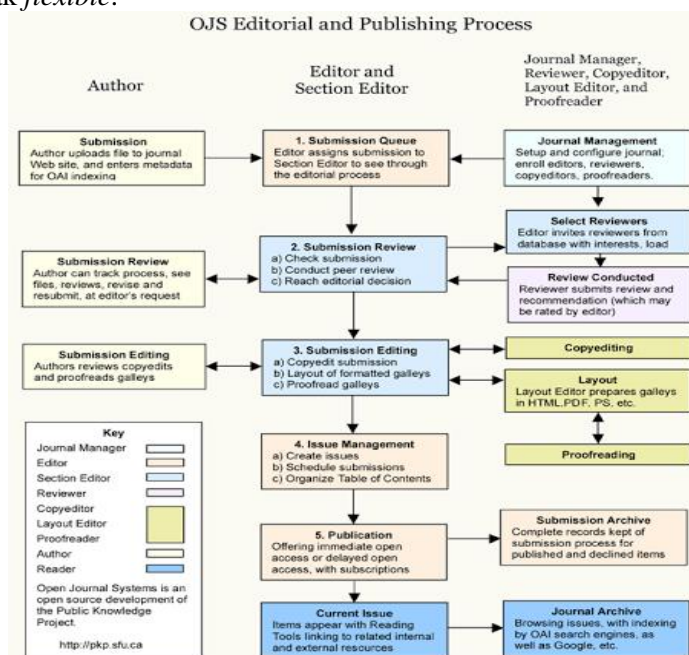 flexible.
OJS Editorial and Publishing Process
Author
Editor and
Section Editor
Journal Manager,
Reviewer, Copyeditor,
Layout Editor, and
Proofreader
Submission
Author uploads file to journal
Web site, and enters metadata
for OAI indexing
1. Submission Queue
Editor assigns submission to
Section Editor to see through
the editorial process
Journal Management
Setup and configure journal;
enroll editors, reviewers,
copyeditors, proofreaders.
Select Reviewers
Editor invites reviewers from
database with interests, load
Submission Review
Author can track process, see
files, reviews, revise and
resubmit, at editor's request
2. Submission Review
a) Check submission
b) Conduct peer review
c) Reach editorial decision
Review Conducted
Reviewer submits review and
recommendation (which may
be rated by editor)
Submission Editing
Authors reviews copyedits
and proofreads galleys
3. Submission Editing
a) Copyedit submission
b) Layout of formatted galleys
c) Proofread galleys
Copyediting
Layout
Layout Editor prepares galleys
in HTML.PDF, PS, etc.
Proofreading
Key
Journal Manager
Editor
Section Editor
Reviewer
Copyeditor
Layout Editor
Proofreader
Author
Reader
Open Journal Systems is an
open source development of
the Public Knowledge
Project.
http://pkp.sfu.ca
4. Issue Management
a) Create issues
b) Schedule submissions
c) Organize Table of Contents
5. Publication
Offering immediate open
access or delayed open
access, with subscriptions
Submission Archive
Complete records kept of
submission process for
published and declined items
Current Issue
Items appear with Reading
Tools linking to related internal
and external resources
Journal Archive
Browsing issues, with indexing
by OAI search engines, as
well as Google, etc.